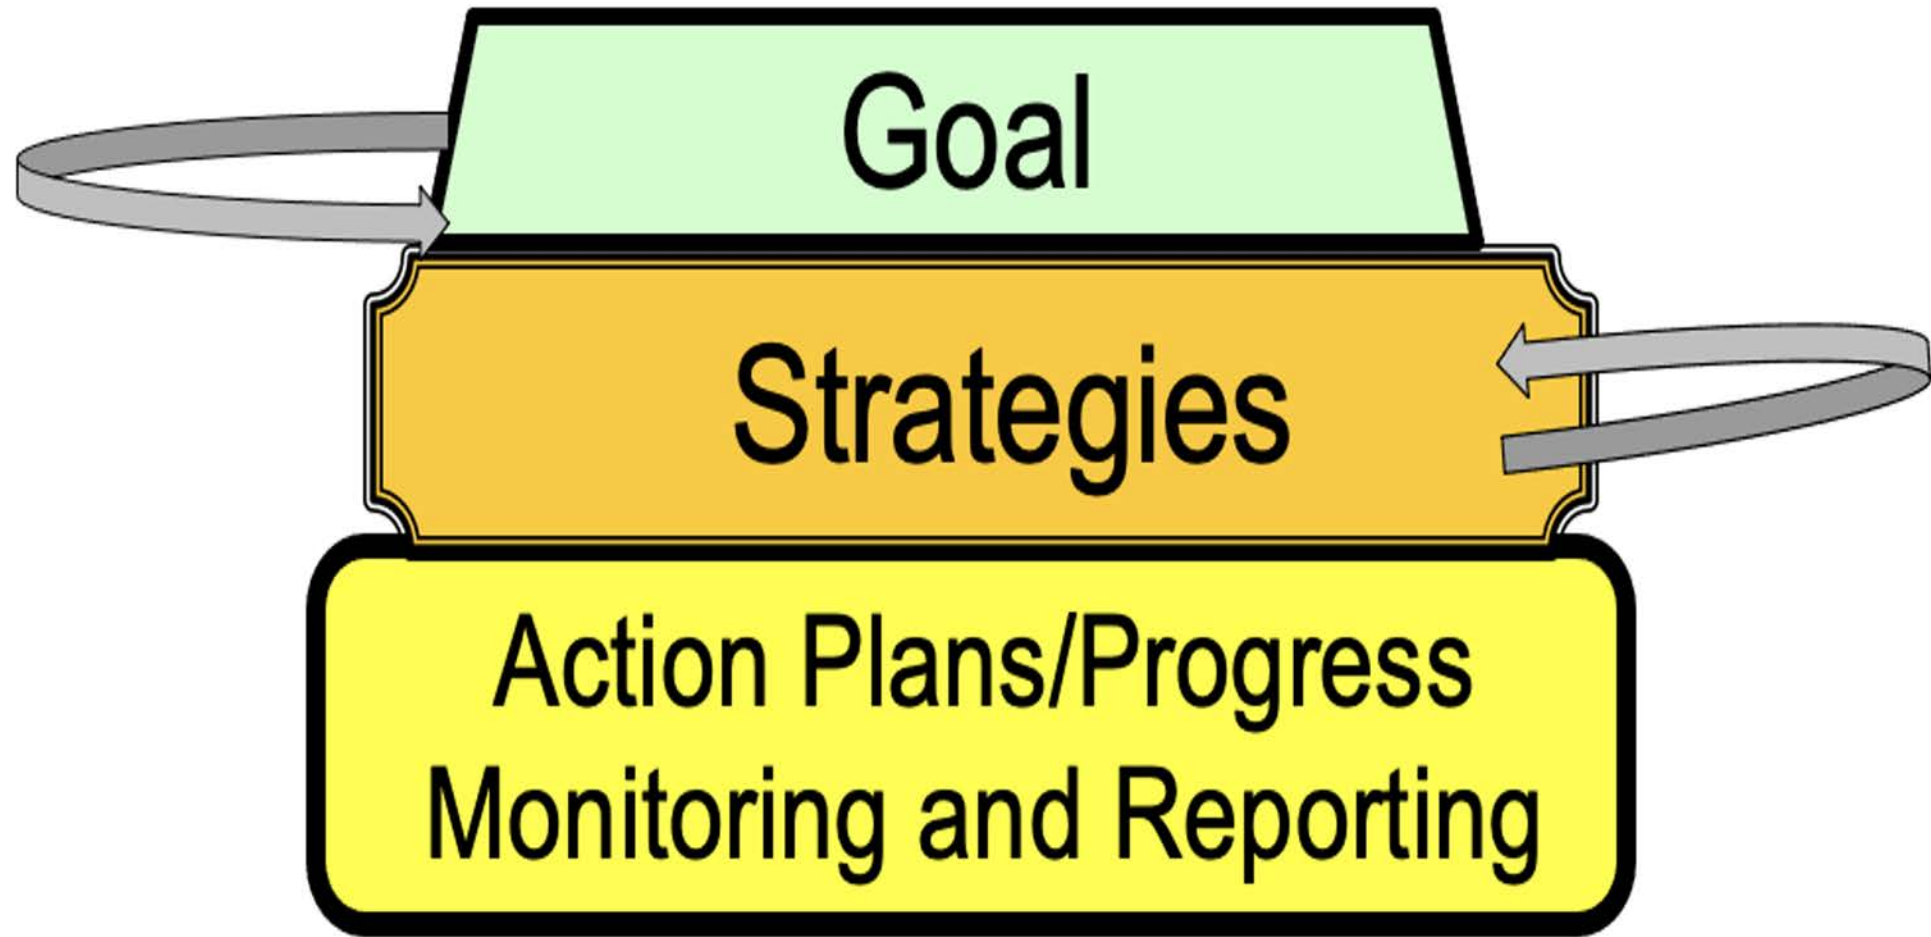 Goal
Strategies
Action Plans/Progress
Monitoring and Reporting